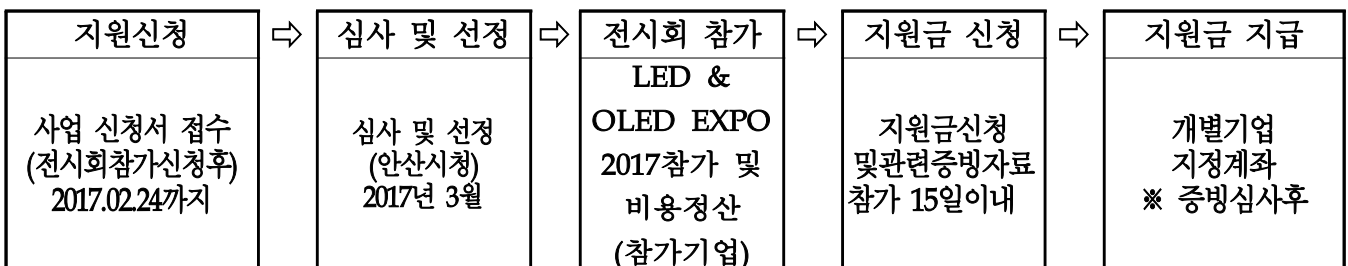 지원신청 ⇨ 심사 및 선정 ⇨ 전시회 참가 ⇨ 지원금 신청 ⇨ 지원금 지급
사업 신청서 접수
(전시회참가신청후)
2017.02.24까지
심사 및 선정
(안산시청)
2017년 3월
LED &
OLED EXPO
2017참가 및
비용정산
(참가기업)
지원금신청
및관련증빙자료
참가 15일이내
개별기업
지정계좌
※ 증빙심사후